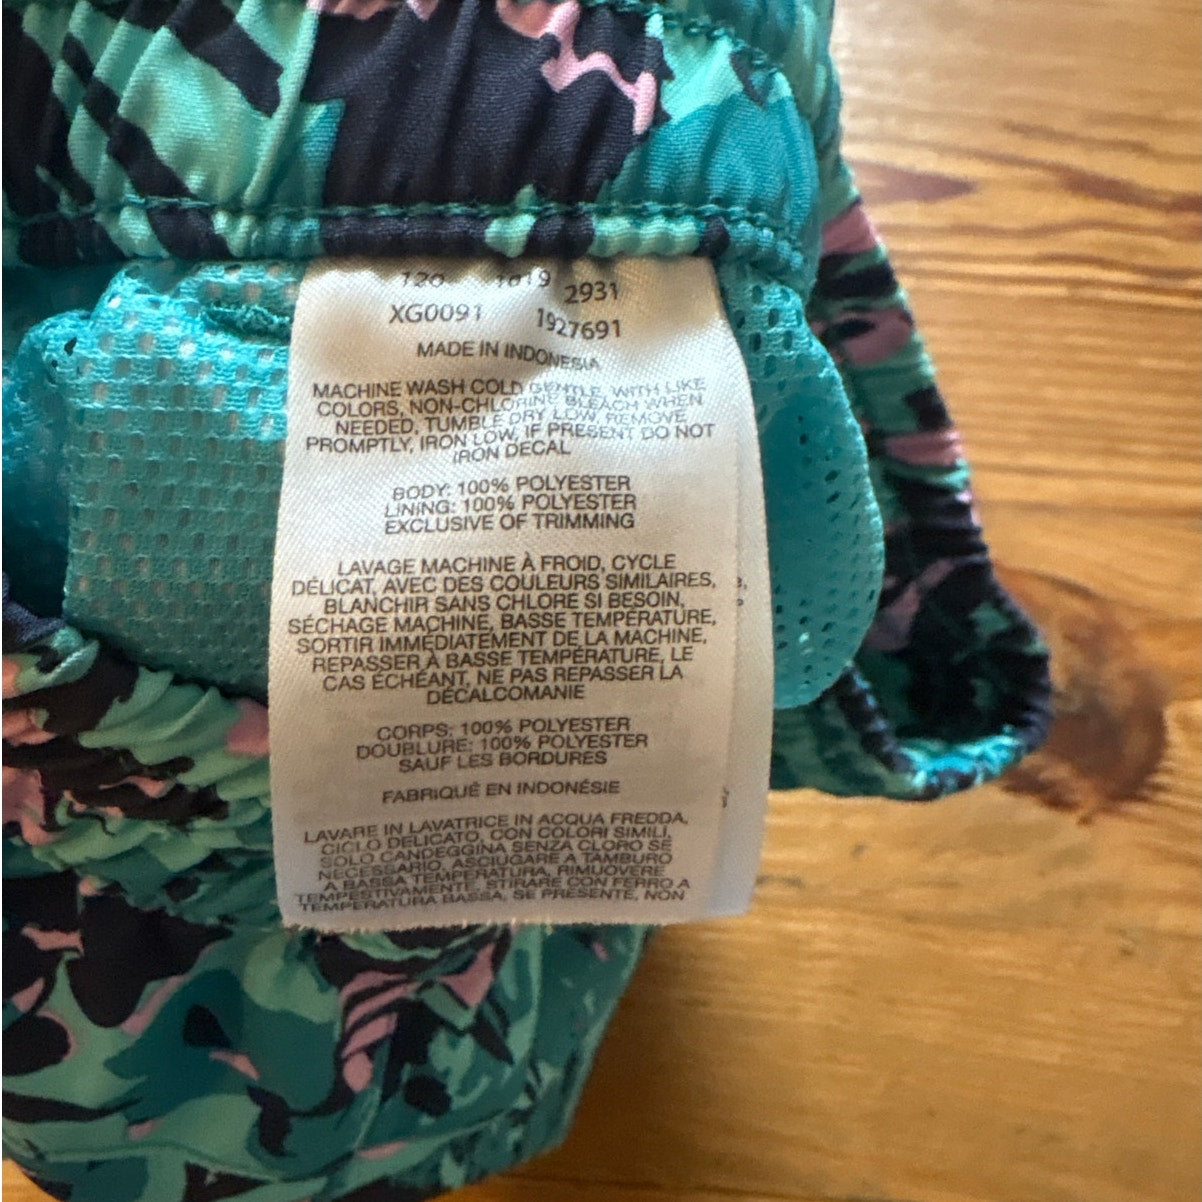 120 1019 2931
XG0091 1927691
MADE IN INDONESIA
MACHINE WASH COLD GENTLE, WITH LIKE
COLORS, NON-CHLORINE BLEACH WHEN
NEEDED, TUMBLE DRY LOW, REMOVE
PROMPTLY, IRON LOW, IF PRESENT DO NOT
IRON DECAL
BODY: 100% POLYESTER
LINING: 100% POLYESTER
EXCLUSIVE OF TRIMMING
LAVAGE MACHINE À FROID, CYCLE
DÉLICAT, AVEC DES COULEURS SIMILAIRES,
BLANCHIR SANS CHLORE SI BESOIN,
SÉCHAGE MACHINE, BASSE TEMPÉRATURE,
SORTIR IMMÉDIATEMENT DE LA MACHINE,
REPASSER À BASSE TEMPÉRATURE, LE
CAS ÉCHÉANT, NE PAS REPASSER LA
DÉCALCOMANIE
CORPS: 100% POLYESTER
DOUBLURE: 100% POLYESTER
SAUF LES BORDURES
FABRIQUÉ EN INDONÉSIE
LAVARE IN LAVATRICE IN ACQUA FREDDA,
CICLO DELICATO, CON COLORI SIMILI,
SOLO CANDEGGINA SENZA CLORO SE
NECESSARIO, ASCIUGARE A TAMBURO
A BASSA TEMPERATURA, RIMUOVERE
TEMPESTIVAMENTE, STIRARE CON FERRO A
TEMPERATURA BASSA, SE PRESENTE, NON